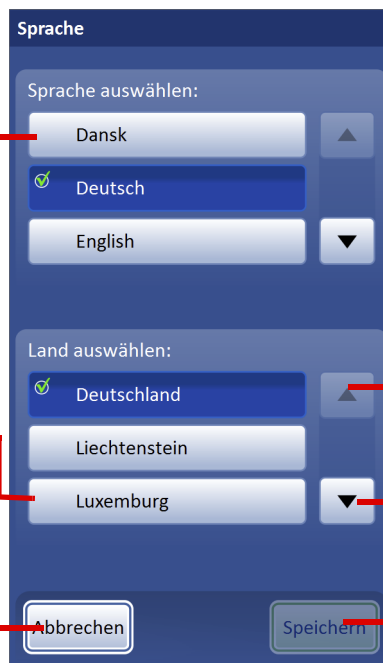 Sprache
Sprache auswählen:
Dansk
Deutsch
English
Land auswählen:
Deutschland
Liechtenstein
Luxemburg
Abbrechen
Speichern